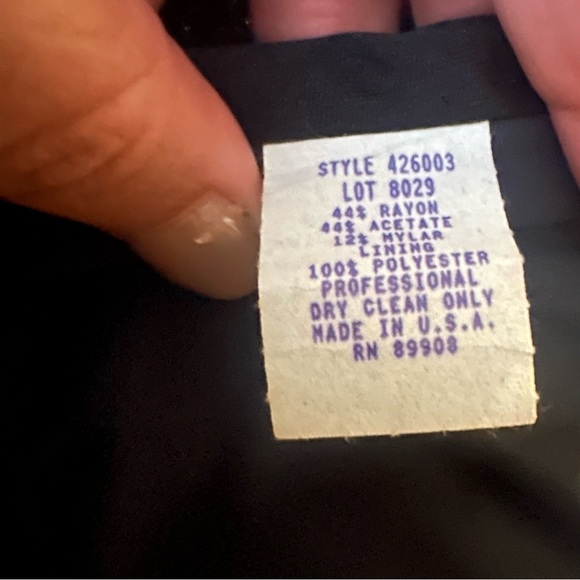 STYLE 426003
LOT 8029
44% RAYON
44% ACETATE
12% MYLAR
LINING
100% POLYESTER
PROFESSIONAL
DRY CLEAN ONLY
MADE IN U.S.A.
RN 89908